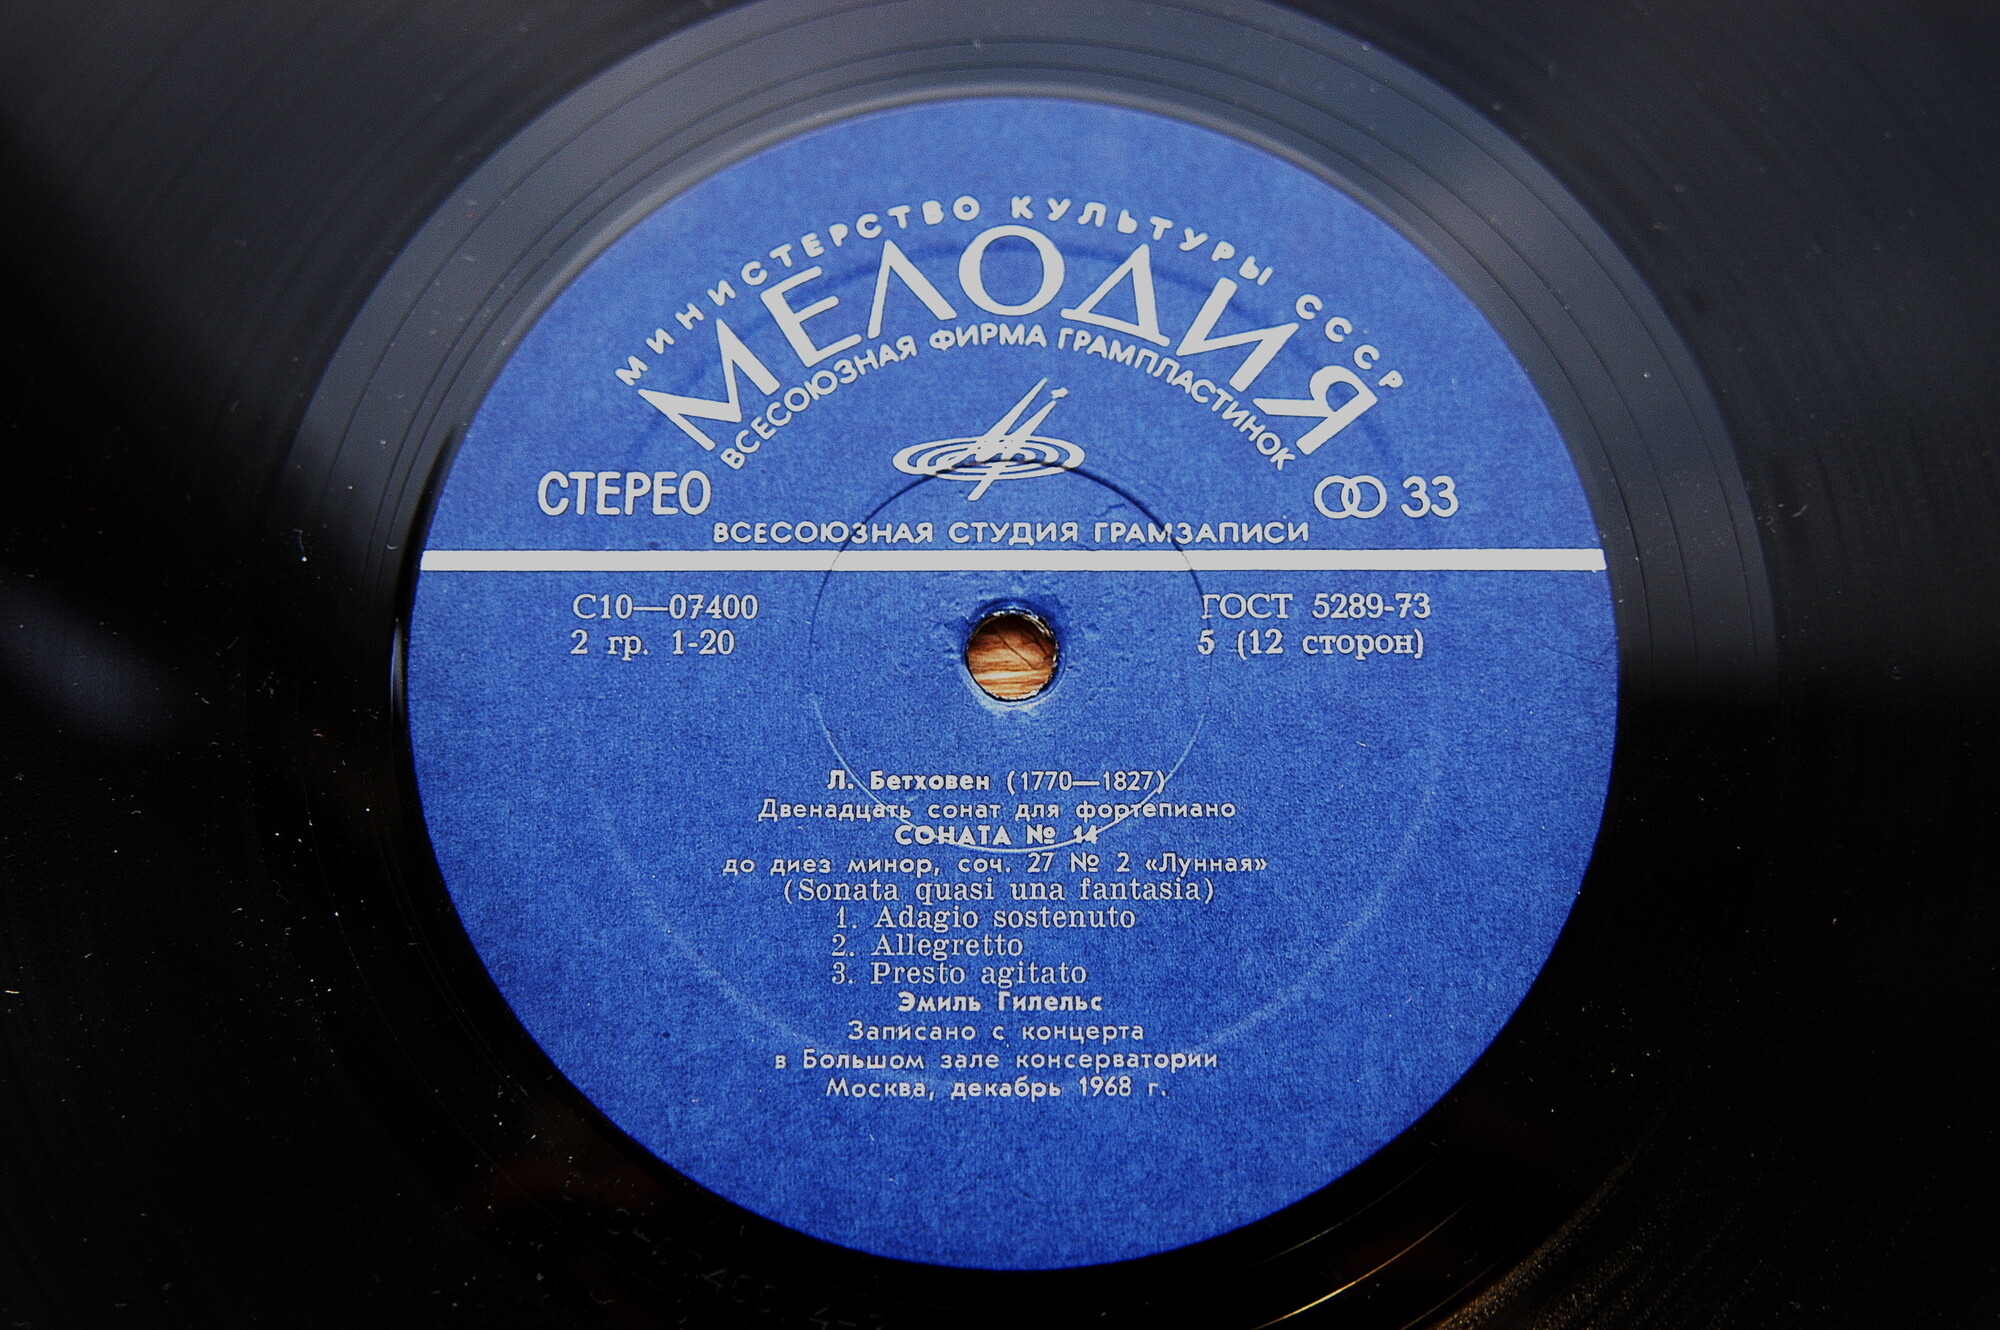 МИНИСТЕРСТВО КУЛЬТУРЫ СССР
МЕЛОДИЯ
ВСЕСОЮЗНАЯ ФИРМА ГРАМПЛАСТИНОК
СТЕРЕО
33
ВСЕСОЮЗНАЯ СТУДИЯ ГРАМЗАПИСИ
С10—07400
ГОСТ 5289-73
2 гр. 1-20
5 (12 сторон)
Л. Бетховен (1770—1827)
Двенадцать сонат для фортепиано
СОНАТА № 14
до диез минор, соч. 27 № 2 «Лунная»
(Sonata quasi una fantasia)
1. Adagio sostenuto
2. Allegretto
3. Presto agitato
Эмиль Гилельс
Записано с концерта
в Большом зале консерватории
Москва, декабрь 1968 г.